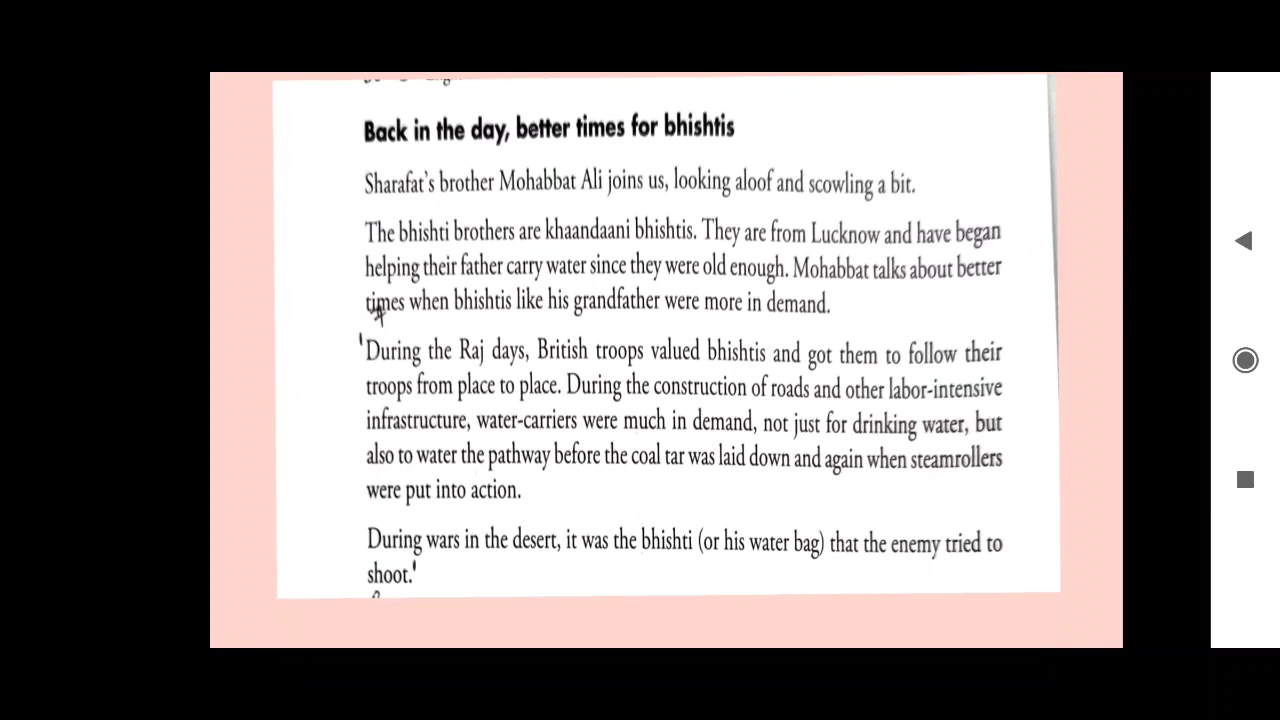 Back in the day, better times for bhishtis
Sharafat's brother Mohabbat Ali joins us, looking aloof and scowling a bit.
The bhishti brothers are khaandaani bhishtis. They are from Lucknow and have began
helping their father carry water since they were old enough. Mohabbat talks about better
times when bhishtis like his grandfather were more in demand.
'During the Raj days, British troops valued bhishtis and got them to follow their
troops from place to place. During the construction of roads and other labor-intensive
infrastructure, water-carriers were much in demand, not just for drinking water, but
also to water the pathway before the coal tar was laid down and again when steamrollers
were put into action.
During wars in the desert, it was the bhishti (or his water bag) that the enemy tried to
shoot.'